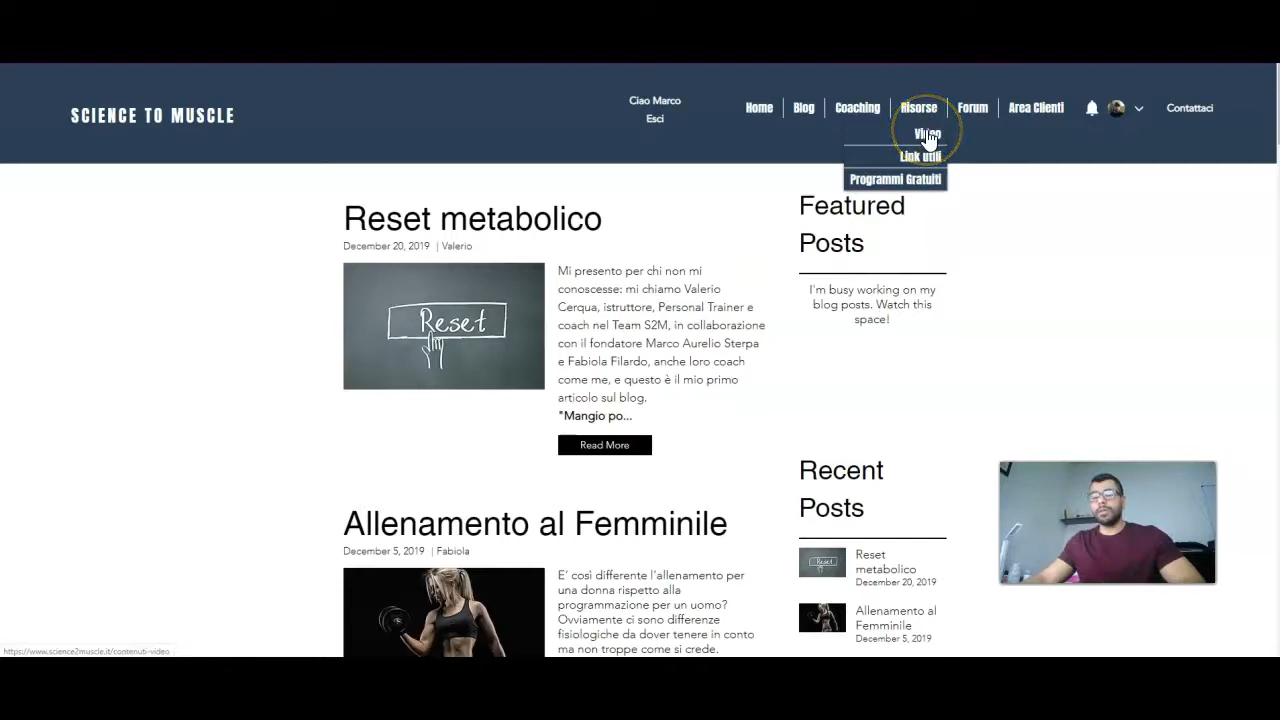 SCIENCE TO MUSCLE
Ciao Marco
Esci
Home
Blog
Coaching
Risorse
Forum
Area Clienti
Contattaci
Video
Link utili
Programmi Gratuiti
Reset metabolico
December 20, 2019 | Valerio
Reset
Mi presento per chi non mi
conoscesse: mi chiamo Valerio
Cerqua, istruttore, Personal Trainer e
coach nel Team S2M, in collaborazione
con il fondatore Marco Aurelio Sterpa
e Fabiola Filardo, anche loro coach
come me, e questo è il mio primo
articolo sul blog.
"Mangio po...
Read More
Allenamento al Femminile
December 5, 2019 | Fabiola
E' così differente l'allenamento per
una donna rispetto alla
programmazione per un uomo?
Ovviamente ci sono differenze
fisiologiche da dover tenere in conto
ma non troppe come si crede.
Featured
Posts
I'm busy working on my
blog posts. Watch this
space!
Recent
Posts
Reset
Reset
metabolico
December 20, 2019
Allenamento al
Femminile
December 5, 2019
https://www.science2muscle.it/contenuti-video